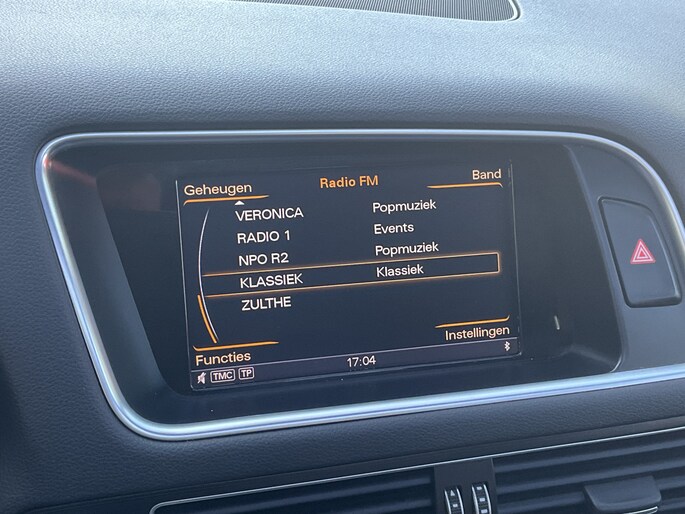 Geheugen Radio FM Band
VERONICA Popmuziek
RADIO 1 Events
NPO R2 Popmuziek
KLASSIEK Klassiek
ZULTHE
Functies Instellingen
TMC TP 17:04